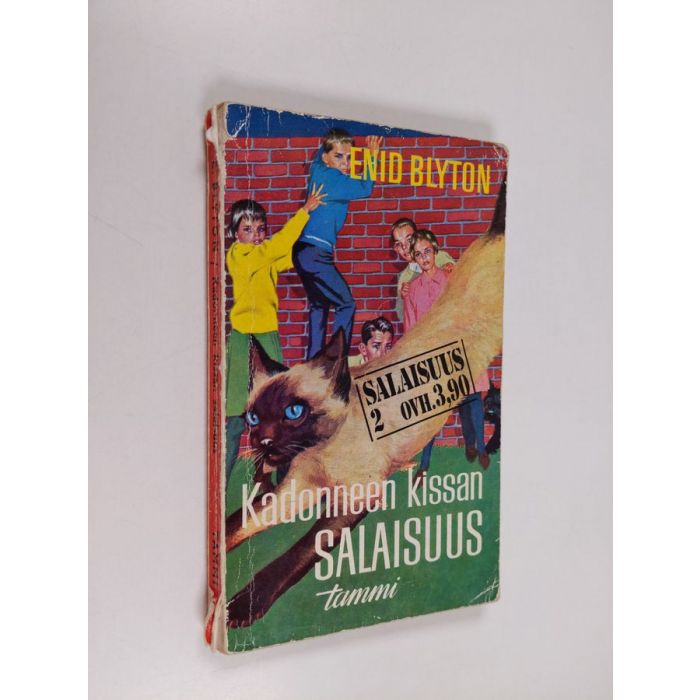 ENID BLYTON
SALAISUUS
2 OVH. 3,90
Kadonneen kissan
SALAISUUS
tammi